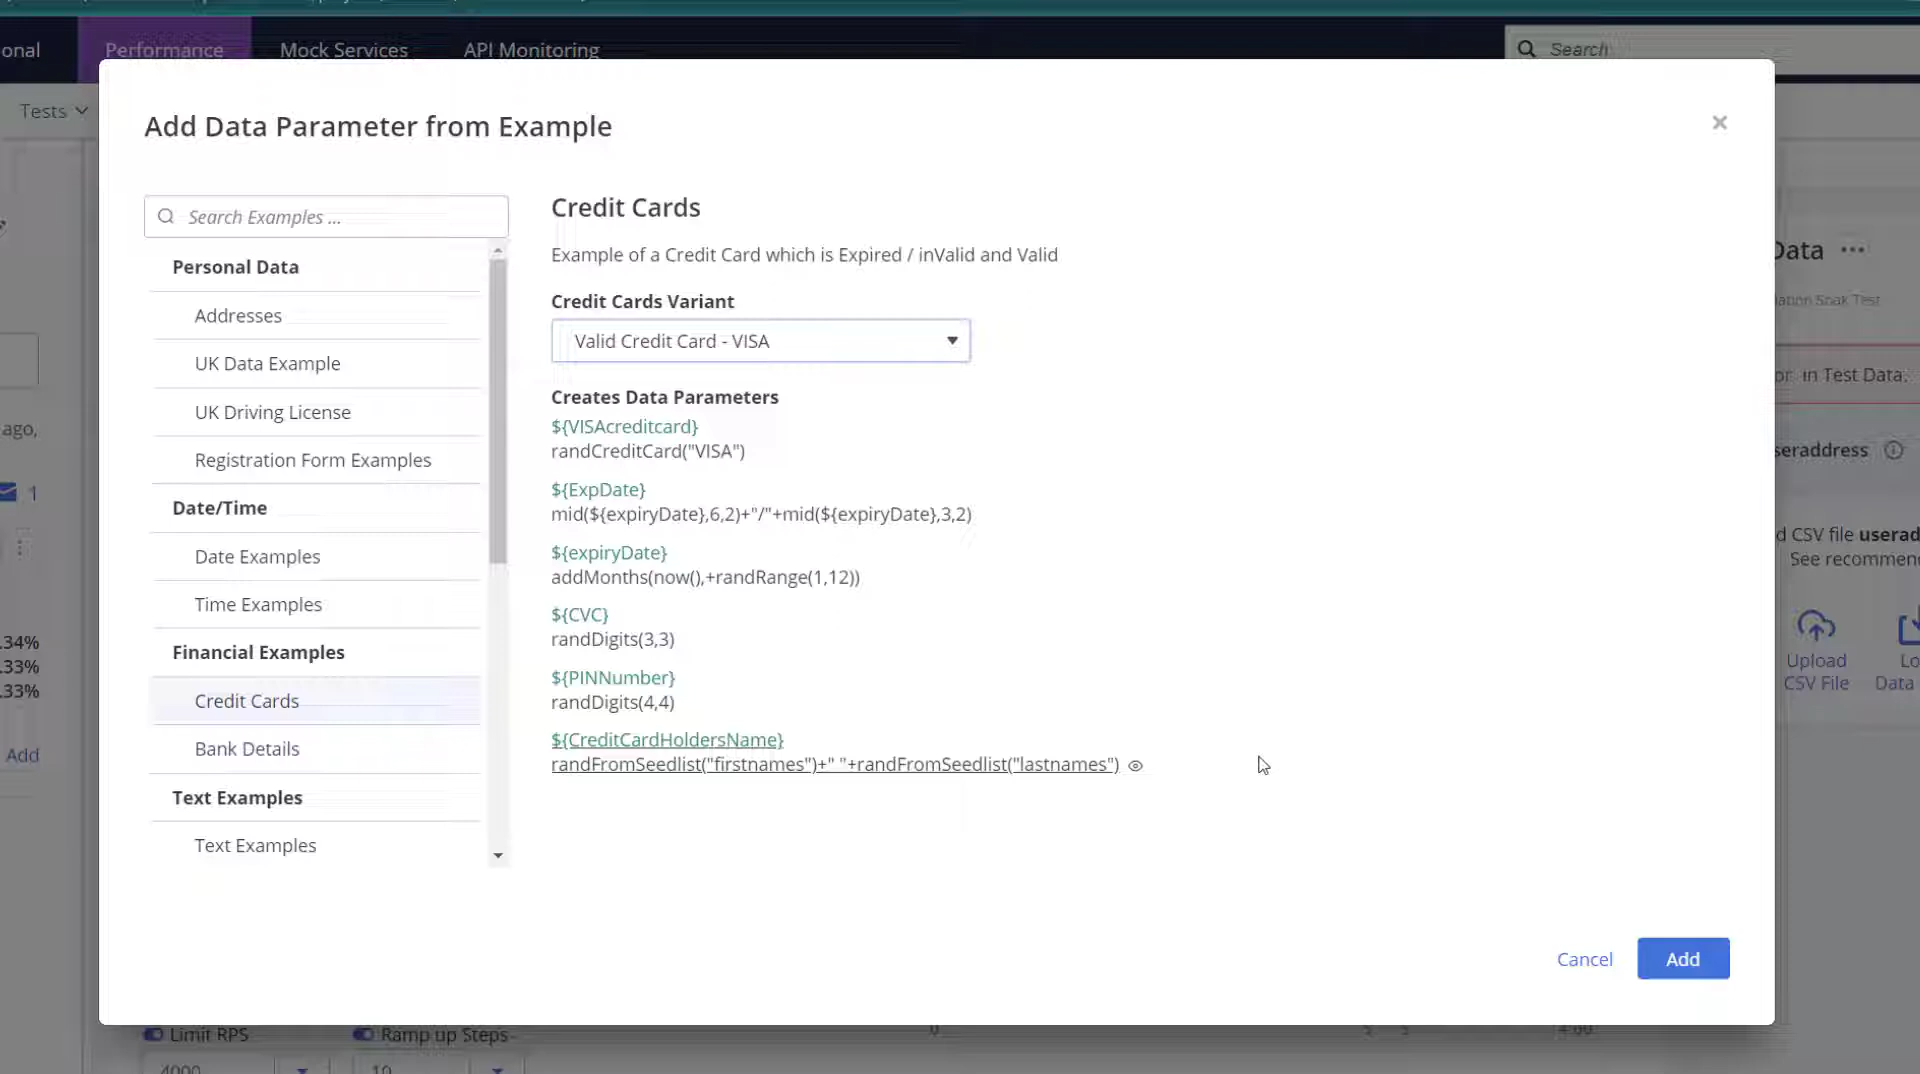 onal
Performance
Mock Services
API Monitoring
Search
Tests
Add Data Parameter from Example
Search Examples ...
Personal Data
Addresses
UK Data Example
UK Driving License
Registration Form Examples
Date/Time
Date Examples
Time Examples
Financial Examples
Credit Cards
Bank Details
Text Examples
Text Examples
Credit Cards
Example of a Credit Card which is Expired / inValid and Valid
Credit Cards Variant
Valid Credit Card - VISA
Creates Data Parameters
${VISAcreditcard}
randCreditCard("VISA")
${ExpDate}
mid(${expiryDate},6,2)+"/"+mid(${expiryDate},3,2)
${expiryDate}
addMonths(now(),+randRange(1,12))
${CVC}
randDigits(3,3)
${PINNumber}
randDigits(4,4)
${CreditCardHoldersName}
randFromSeedlist("firstnames")+" "+randFromSeedlist("lastnames")
Cancel
Add
ago,
1
.34%
.33%
.33%
Add
Data
Soak Test
or in Test Data.
seraddress
d CSV file userad
See recommen
Upload
CSV File
Lo
Data
Limit RPS
Ramp up Steps
4000
10